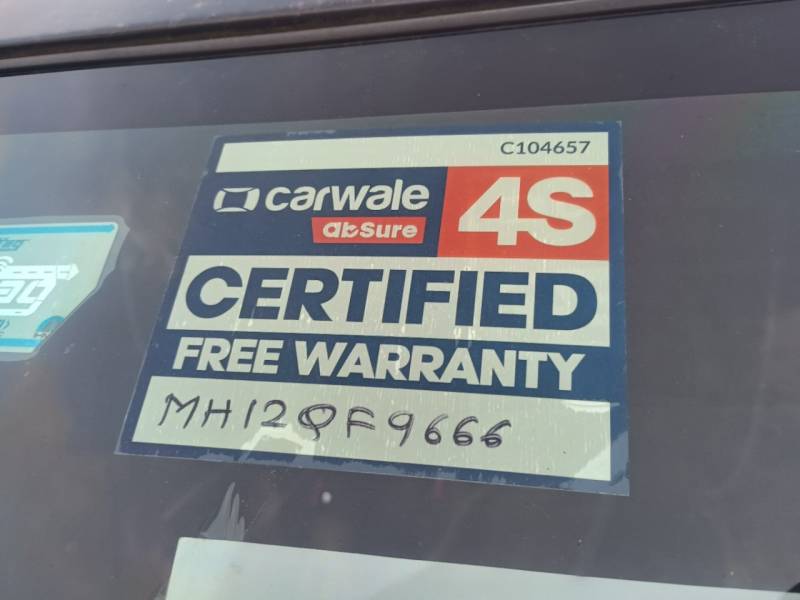 C104657
carwale
absure
4S
CERTIFIED
FREE WARRANTY
MH12QF9666